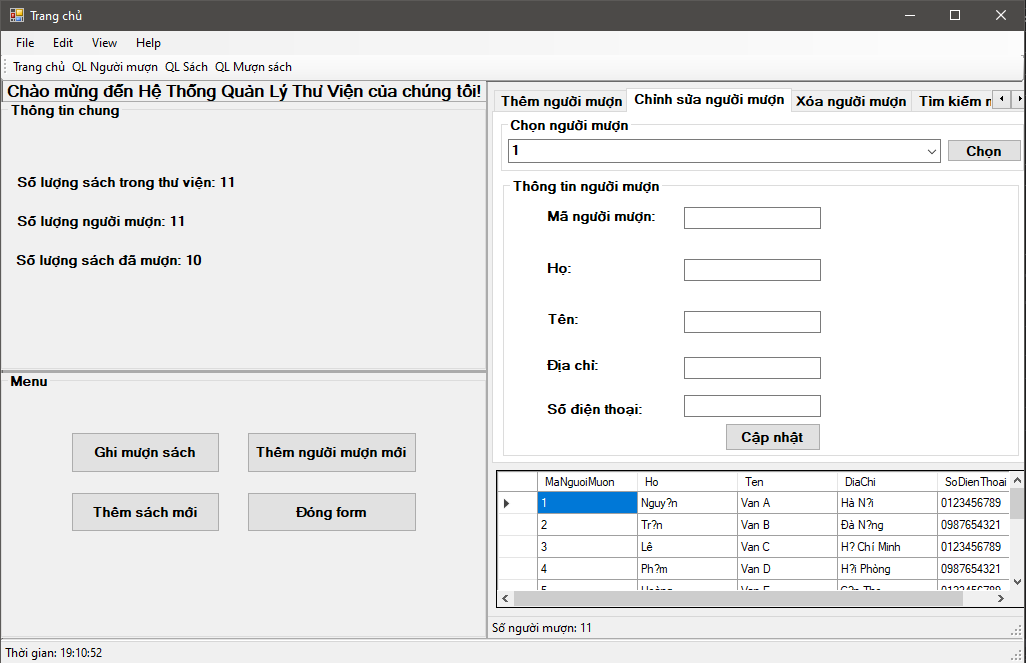 Trang chủ
File Edit View Help
Trang chủ QL Người mượn QL Sách QL Mượn sách
Chào mừng đến Hệ Thống Quản Lý Thư Viện của chúng tôi!
Thông tin chung
Số lượng sách trong thư viện: 11
Số lượng người mượn: 11
Số lượng sách đã mượn: 10
Menu
Ghi mượn sách Thêm người mượn mới
Thêm sách mới Đóng form
Thêm người mượn Chỉnh sửa người mượn Xóa người mượn Tìm kiếm
Chọn người mượn
1 Chọn
Thông tin người mượn
Mã người mượn:
Họ:
Tên:
Địa chỉ:
Số điện thoại:
Cập nhật
MaNguoiMuon Ho Ten DiaChi SoDienThoai
1 Nguy?n Van A Hà N?i 0123456789
2 Tr?n Van B Đà N?ng 0987654321
3 Lê Van C H? Chí Minh 0123456789
4 Ph?m Van D H?i Phòng 0987654321
5 Hoàng Van E C?n Tho 0123456789
Số người mượn: 11
Thời gian: 19:10:52